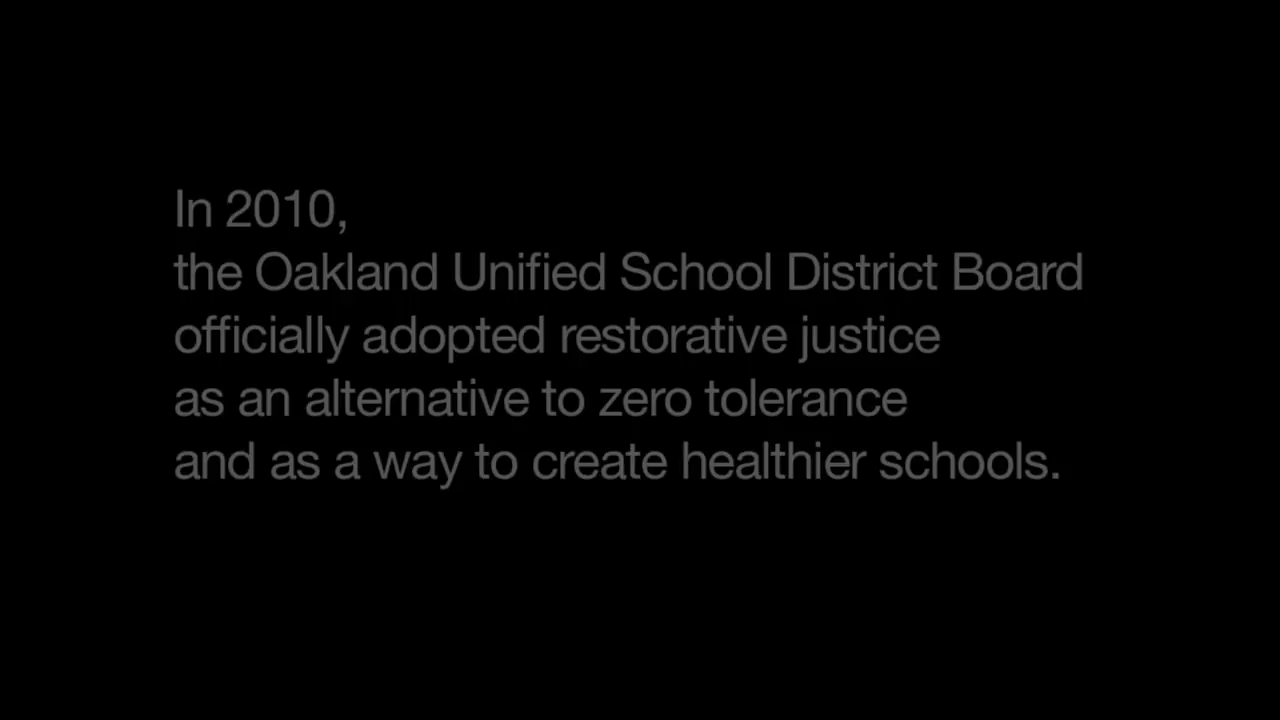 In 2010,
the Oakland Unified School District Board
officially adopted restorative justice
as an alternative to zero tolerance
and as a way to create healthier schools.